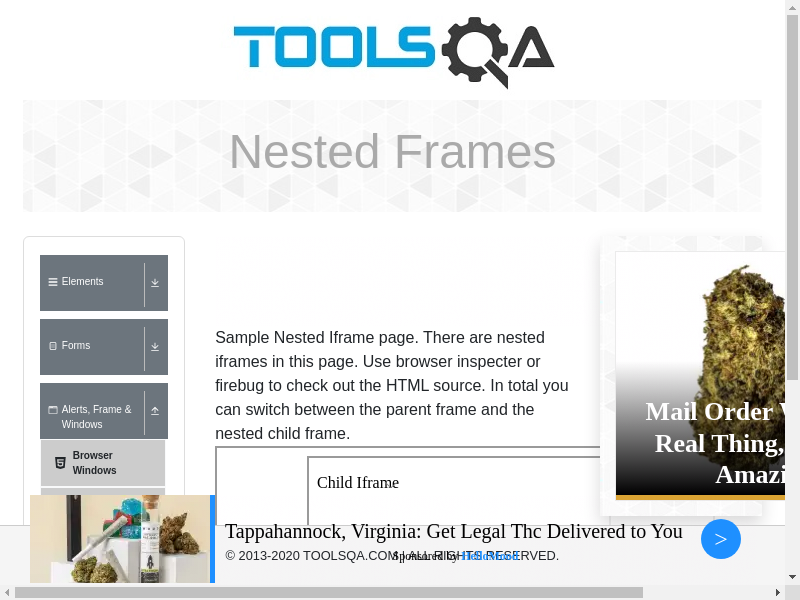 TOOLSQA
Nested Frames
Elements
Forms
Alerts, Frame &
Windows
Browser
Windows
Sample Nested Iframe page. There are nested
iframes in this page. Use browser inspecter or
firebug to check out the HTML source. In total you
can switch between the parent frame and the
nested child frame.
Child Iframe
Mail Order
Real Thing,
Amazi
Tappahannock, Virginia: Get Legal Thc Delivered to You
>
© 2013-2020 TOOLSQA.COM | ALL RIGHTS RESERVED.
Sponsored by